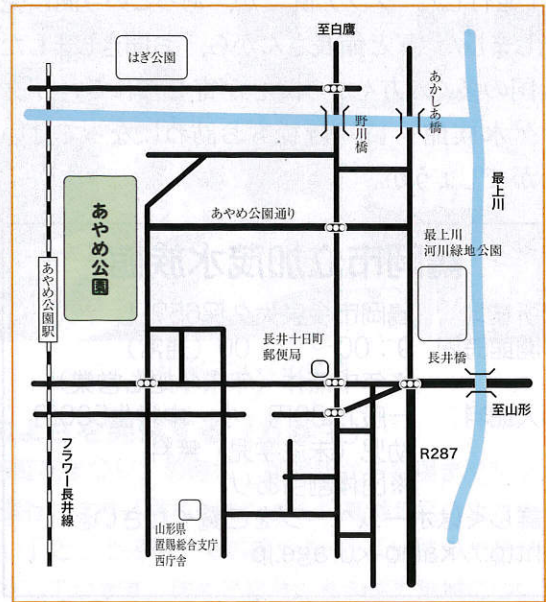 至白鷹
はぎ公園
野川橋
あかしあ橋
最上川
あやめ公園
あやめ公園通り
最上川
河川緑地公園
あやめ公園駅
長井十日町
郵便局
長井橋
至山形
R287
フラワー長井線
山形県
置賜総合支庁
西庁舎